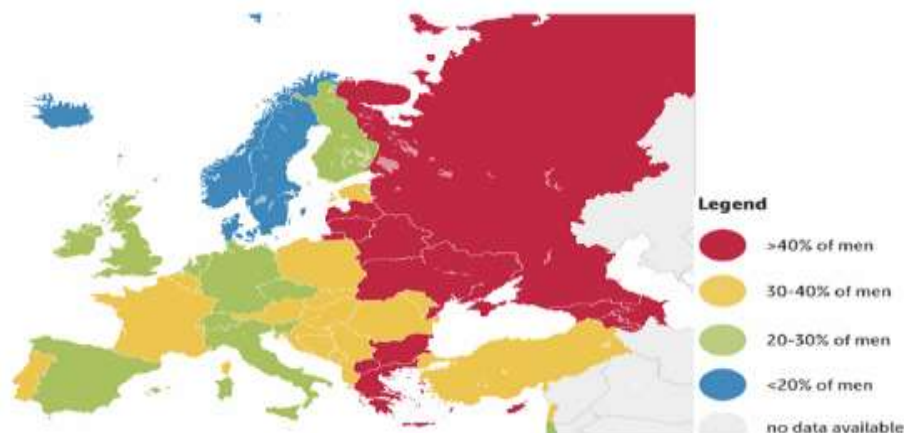 Legend
>40% of men
30-40% of men
20-30% of men
<20% of men
no data available